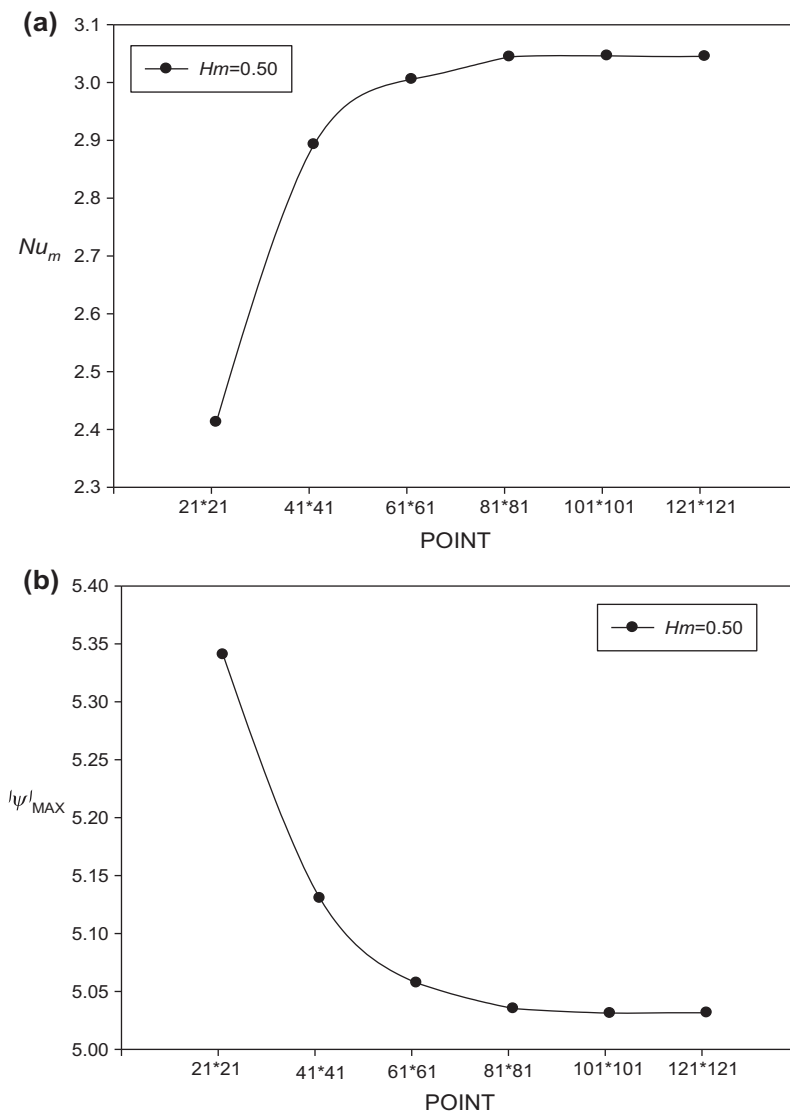 (a)
3.1
3.0
2.9
2.8
2.7
2.6
2.5
2.4
2.3
Nu_m
Hm=0.50
21*21 41*41 61*61 81*81 101*101 121*121
POINT
(b)
5.40
5.35
5.30
5.25
5.20
5.15
5.10
5.05
5.00
|ψ|MAX
Hm=0.50
21*21 41*41 61*61 81*81 101*101 121*121
POINT